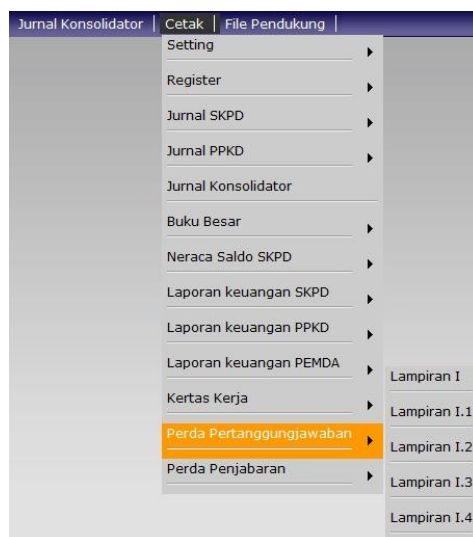 Jurnal Konsolidator | Cetak | File Pendukung |
Setting
Register
Jurnal SKPD
Jurnal PPKD
Jurnal Konsolidator
Buku Besar
Neraca Saldo SKPD
Laporan keuangan SKPD
Laporan keuangan PPKD
Laporan keuangan PEMDA
Kertas Kerja
Perda Pertanggungjawaban
Perda Penjabaran
Lampiran I
Lampiran I.1
Lampiran I.2
Lampiran I.3
Lampiran I.4